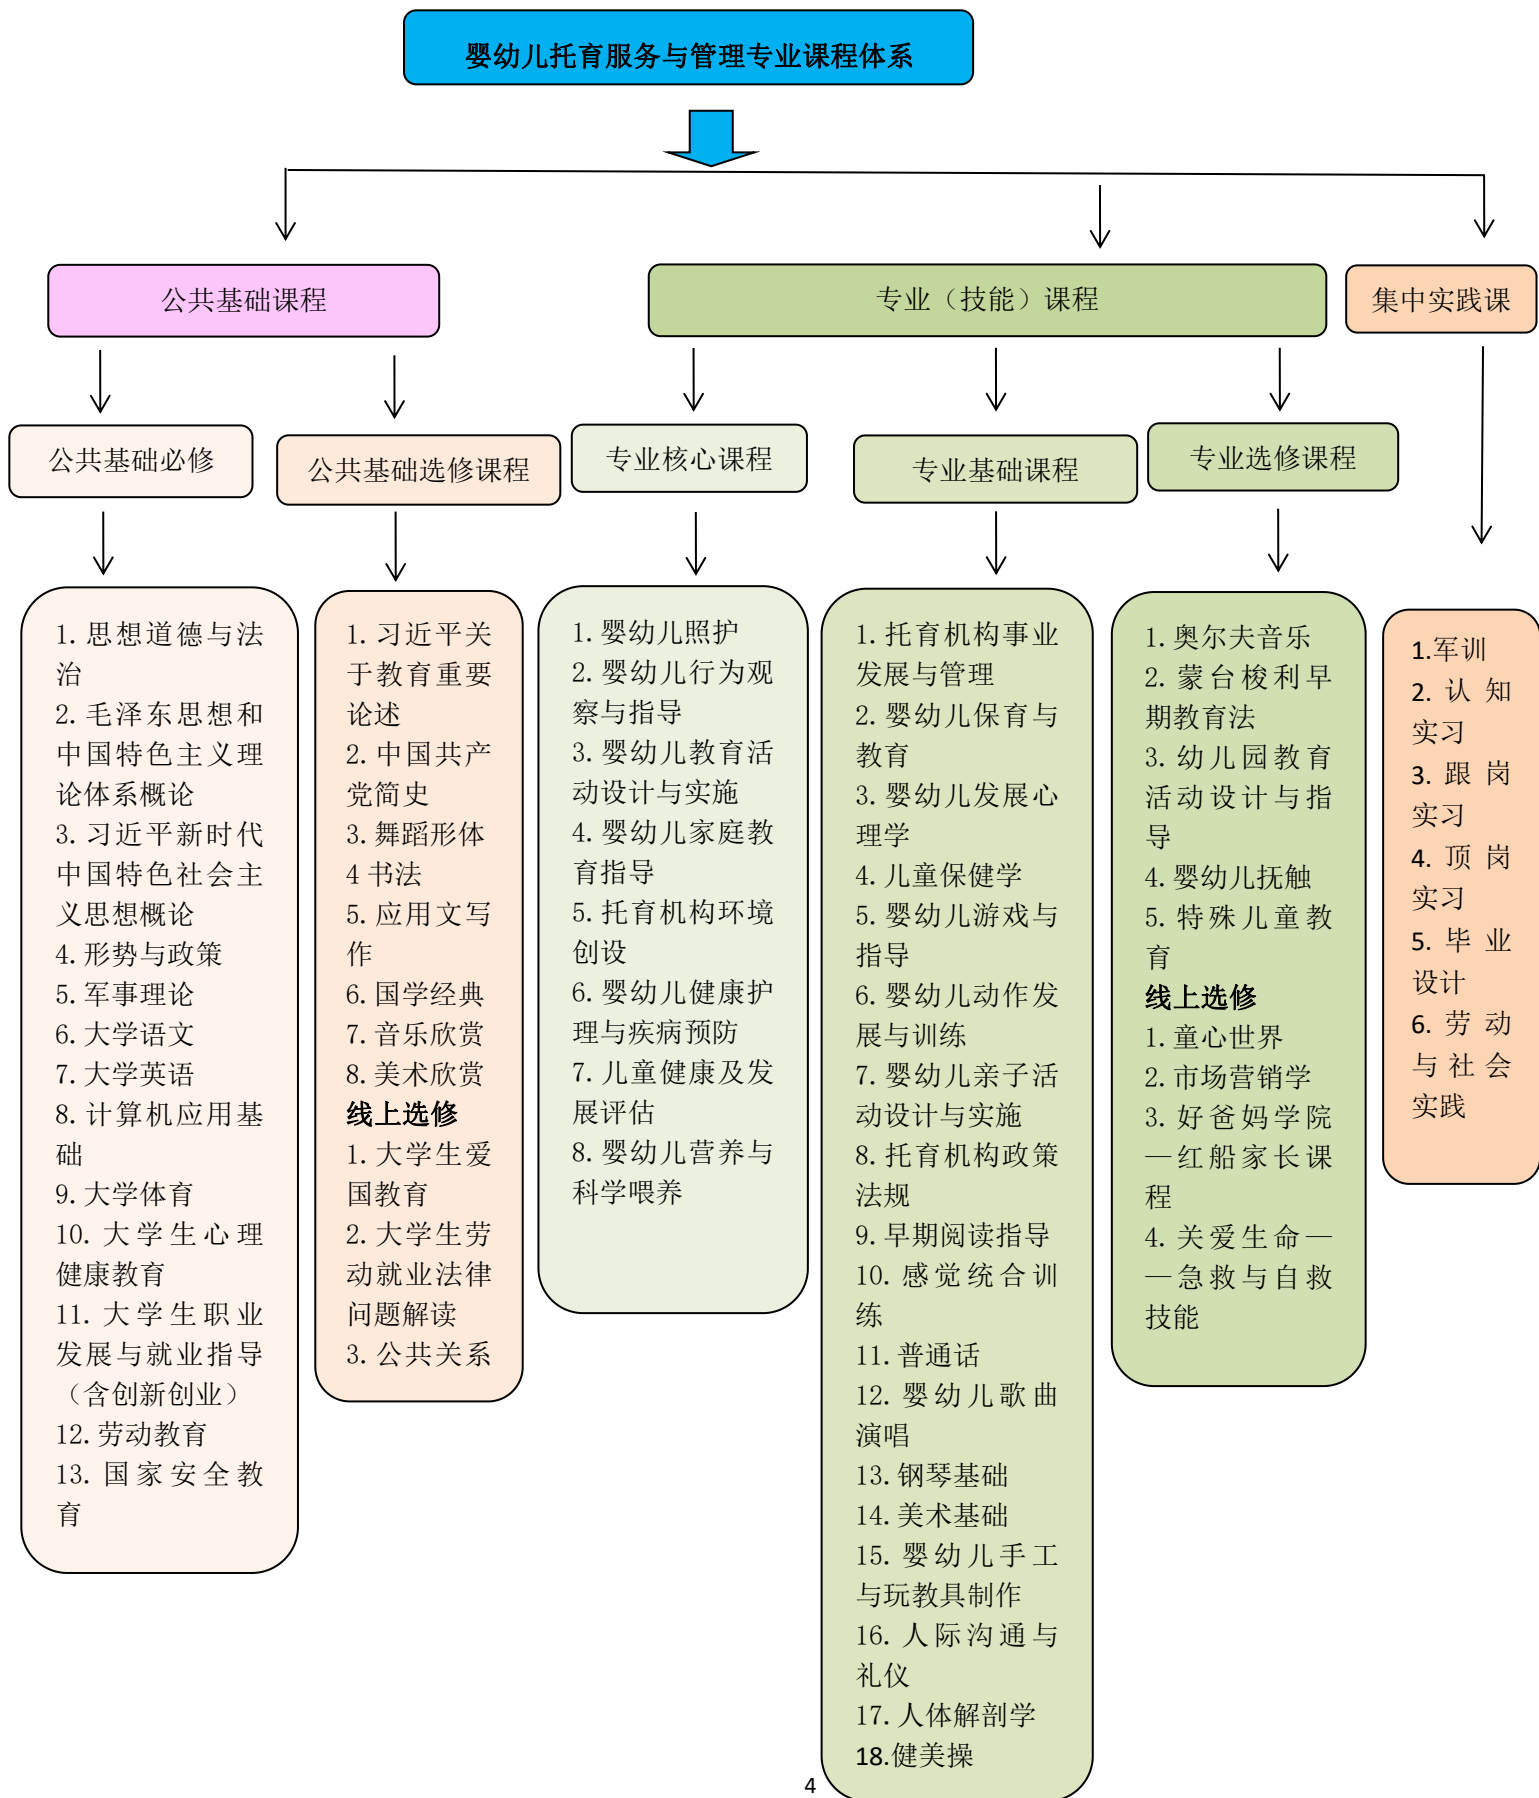 婴幼儿托育服务与管理专业课程体系
公共基础课程
专业（技能）课程
集中实践课
公共基础必修
公共基础选修课程
专业核心课程
专业基础课程
专业选修课程
1.思想道德与法
治
2.毛泽东思想和
中国特色主义理
论体系概论
3.习近平新时代
中国特色社会主
义思想概论
4.形势与政策
5.军事理论
6.大学语文
7.大学英语
8.计算机应用基
础
9.大学体育
10.大学生心理
健康教育
11.大学生职业
发展与就业指导
（含创新创业）
12.劳动教育
13.国家安全教
育
1.习近平关
于教育重要
论述
2.中国共产
党简史
3.舞蹈形体
4 书法
5.应用文写
作
6.国学经典
7.音乐欣赏
8.美术欣赏
线上选修
1.大学生爱
国教育
2.大学生劳
动就业法律
问题解读
3.公共关系
1.婴幼儿照护
2.婴幼儿行为观
察与指导
3.婴幼儿教育活
动设计与实施
4.婴幼儿家庭教
育指导
5.托育机构环境
创设
6.婴幼儿健康护
理与疾病预防
7.儿童健康及发
展评估
8.婴幼儿营养与
科学喂养
1.托育机构事业
发展与管理
2.婴幼儿保育与
教育
3.婴幼儿发展心
理学
4.儿童保健学
5.婴幼儿游戏与
指导
6.婴幼儿动作发
展与训练
7.婴幼儿亲子活
动设计与实施
8.托育机构政策
法规
9.早期阅读指导
10.感觉统合训
练
11.普通话
12.婴幼儿歌曲
演唱
13.钢琴基础
14.美术基础
15.婴幼儿手工
与玩教具制作
16.人际沟通与
礼仪
17.人体解剖学
18.健美操
1.奥尔夫音乐
2.蒙台梭利早
期教育法
3.幼儿园教育
活动设计与指
导
4.婴幼儿抚触
5.特殊儿童教
育
线上选修
1.童心世界
2.市场营销学
3.好爸妈学院
—红船家长课
程
4.关爱生命—
—急救与自救
技能
1.军训
2.认知
实习
3.跟岗
实习
4.顶岗
实习
5.毕业
设计
6.劳动
与社会
实践
4